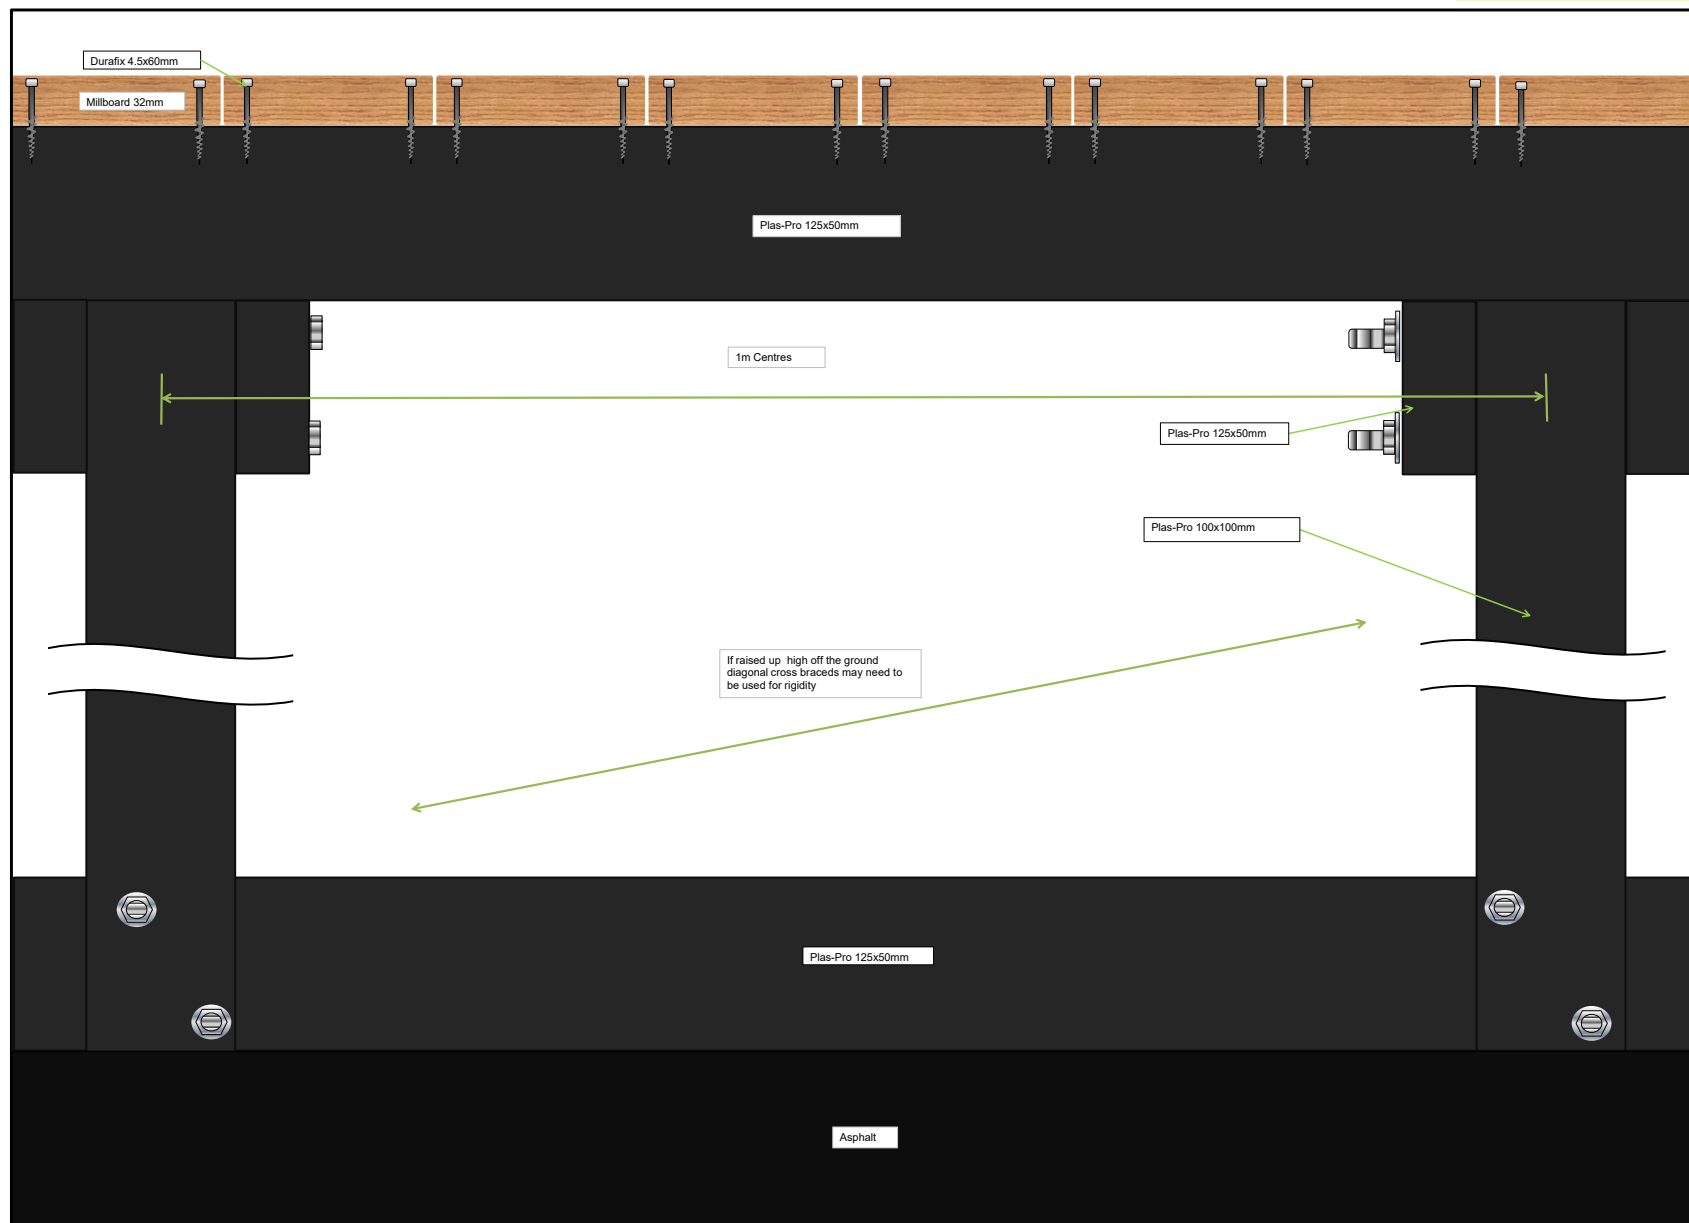 Durafix 4.5x60mm
Millboard 32mm
Plas-Pro 125x50mm
1m Centres
Plas-Pro 125x50mm
Plas-Pro 100x100mm
If raised up  high off the ground
diagonal cross braceds may need to
be used for rigidity
Plas-Pro 125x50mm
Asphalt